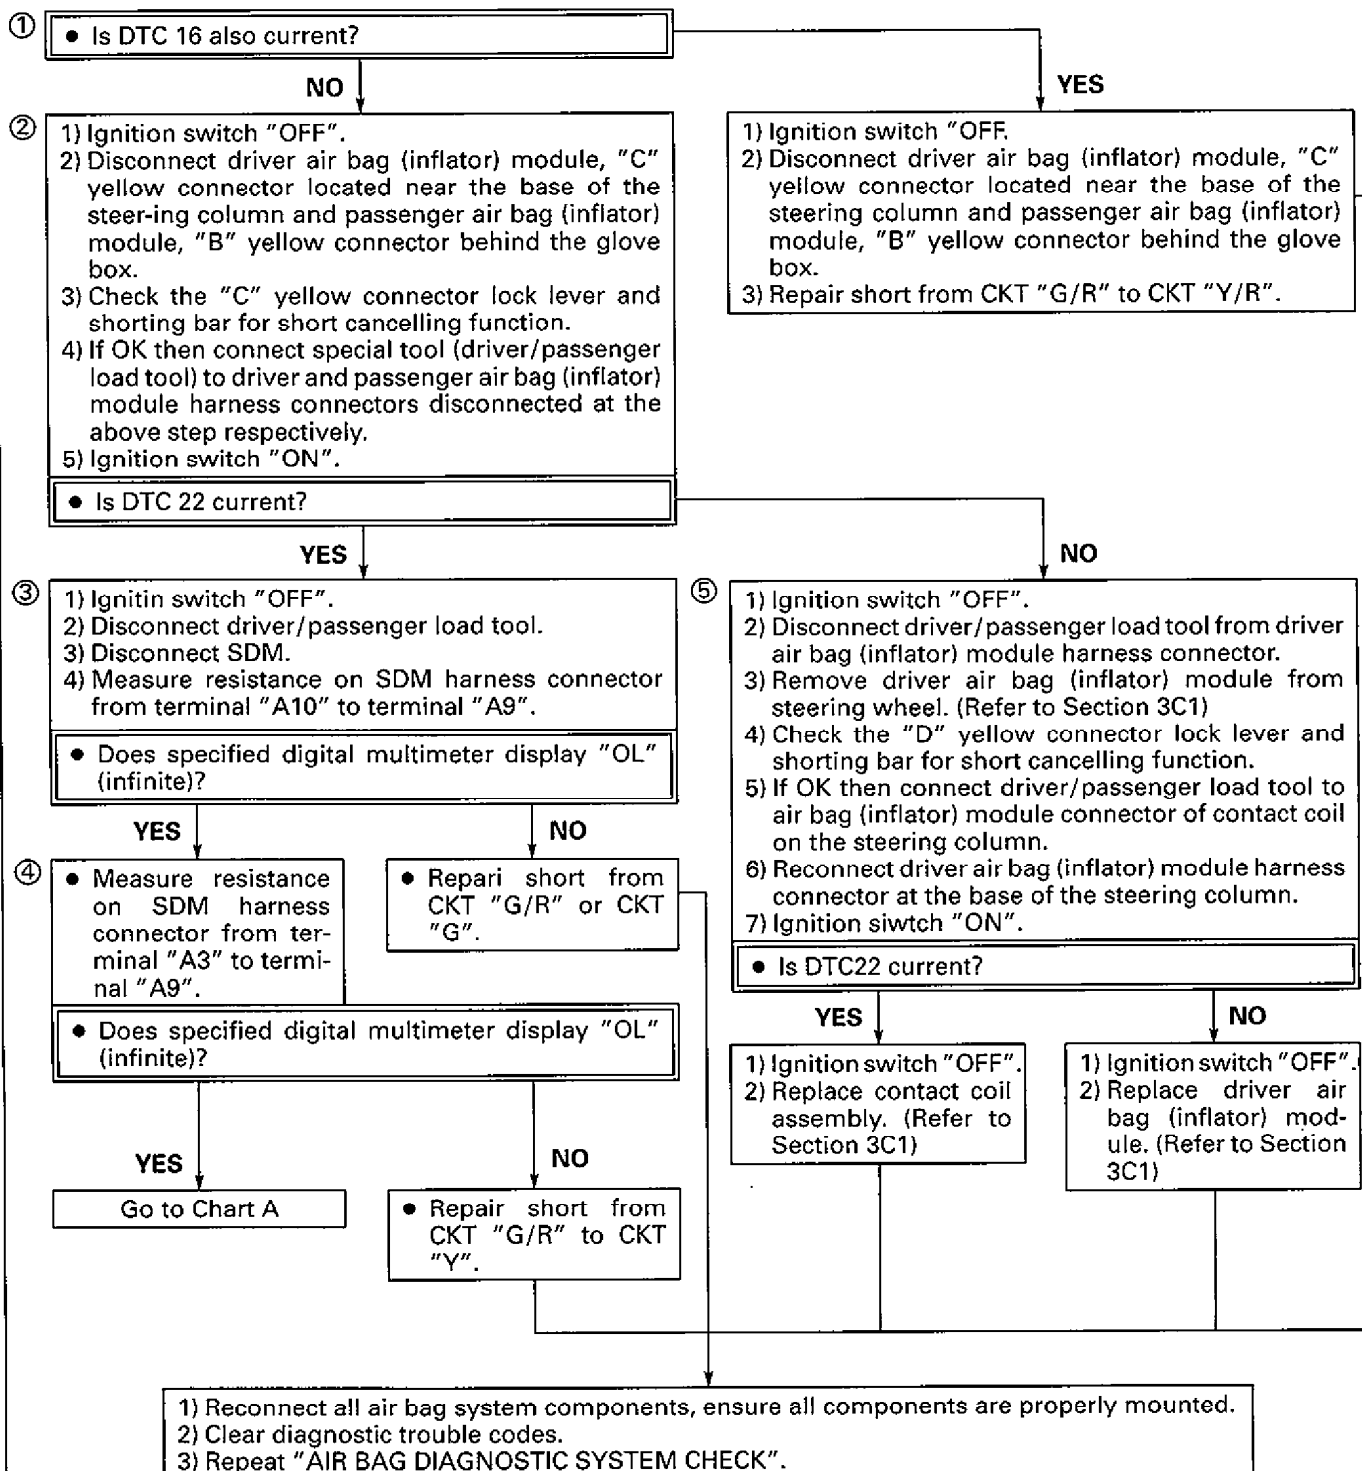 ① • Is DTC 16 also current?
NO
YES
② 1) Ignition switch "OFF".
2) Disconnect driver air bag (inflator) module, "C"
yellow connector located near the base of the
steer-ing column and passenger air bag (inflator)
module, "B" yellow connector behind the glove
box.
3) Check the "C" yellow connector lock lever and
shorting bar for short cancelling function.
4) If OK then connect special tool (driver/passenger
load tool) to driver and passenger air bag (inflator)
module harness connectors disconnected at the
above step respectively.
5) Ignition switch "ON".
• Is DTC 22 current?
1) Ignition switch "OFF.
2) Disconnect driver air bag (inflator) module, "C"
yellow connector located near the base of the
steering column and passenger air bag (inflator)
module, "B" yellow connector behind the glove
box.
3) Repair short from CKT "G/R" to CKT "Y/R".
YES
NO
③ 1) Ignitin switch "OFF".
2) Disconnect driver/passenger load tool.
3) Disconnect SDM.
4) Measure resistance on SDM harness connector
from terminal "A10" to terminal "A9".
• Does specified digital multimeter display "OL"
(infinite)?
YES
NO
④ • Measure resistance
on SDM harness
connector from ter-
minal "A3" to termi-
nal "A9".
• Repari short from
CKT "G/R" or CKT
"G".
• Does specified digital multimeter display "OL"
(infinite)?
YES
NO
Go to Chart A
• Repair short from
CKT "G/R" to CKT
"Y".
⑤ 1) Ignition switch "OFF".
2) Disconnect driver/passenger load tool from driver
air bag (inflator) module harness connector.
3) Remove driver air bag (inflator) module from
steering wheel. (Refer to Section 3C1)
4) Check the "D" yellow connector lock lever and
shorting bar for short cancelling function.
5) If OK then connect driver/passenger load tool to
air bag (inflator) module connector of contact coil
on the steering column.
6) Reconnect driver air bag (inflator) module harness
connector at the base of the steering column.
7) Ignition siwtch "ON".
• Is DTC22 current?
YES
NO
1) Ignition switch "OFF".
2) Replace contact coil
assembly. (Refer to
Section 3C1)
1) Ignition switch "OFF".
2) Replace driver air
bag (inflator) mod-
ule. (Refer to Section
3C1)
1) Reconnect all air bag system components, ensure all components are properly mounted.
2) Clear diagnostic trouble codes.
3) Repeat "AIR BAG DIAGNOSTIC SYSTEM CHECK".